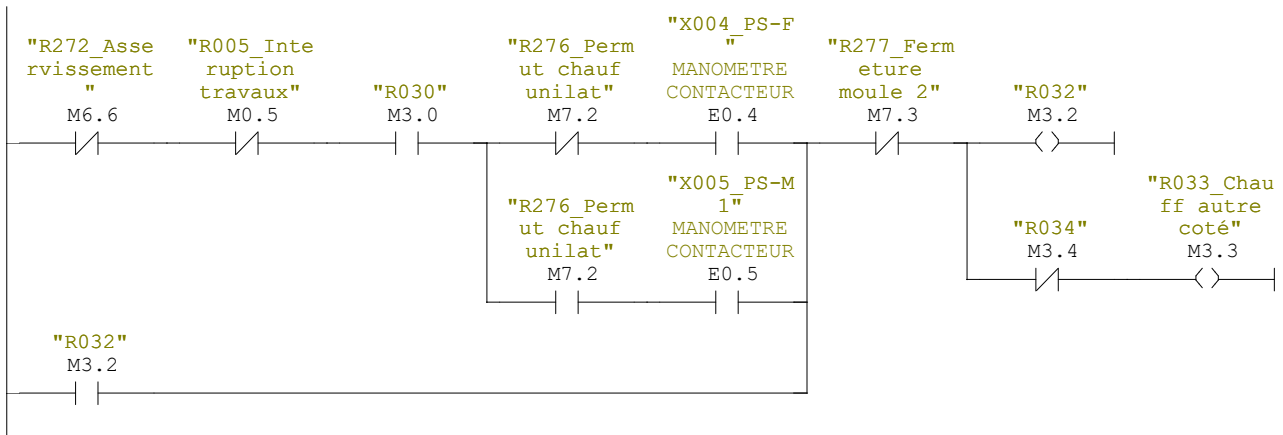 "R272_Asse
rvissement
"
M6.6
"R005_Inte
ruption
travaux"
M0.5
"R030"
M3.0
"R276_Perm
ut chauf
unilat"
M7.2
"X004_PS-F
"
MANOMETRE
CONTACTEUR
E0.4
"R277_Ferm
eture
moule 2"
M7.3
"R032"
M3.2
"R276_Perm
ut chauf
unilat"
M7.2
"X005_PS-M
1"
MANOMETRE
CONTACTEUR
E0.5
"R034"
M3.4
"R033_Chau
ff autre
coté"
M3.3
"R032"
M3.2